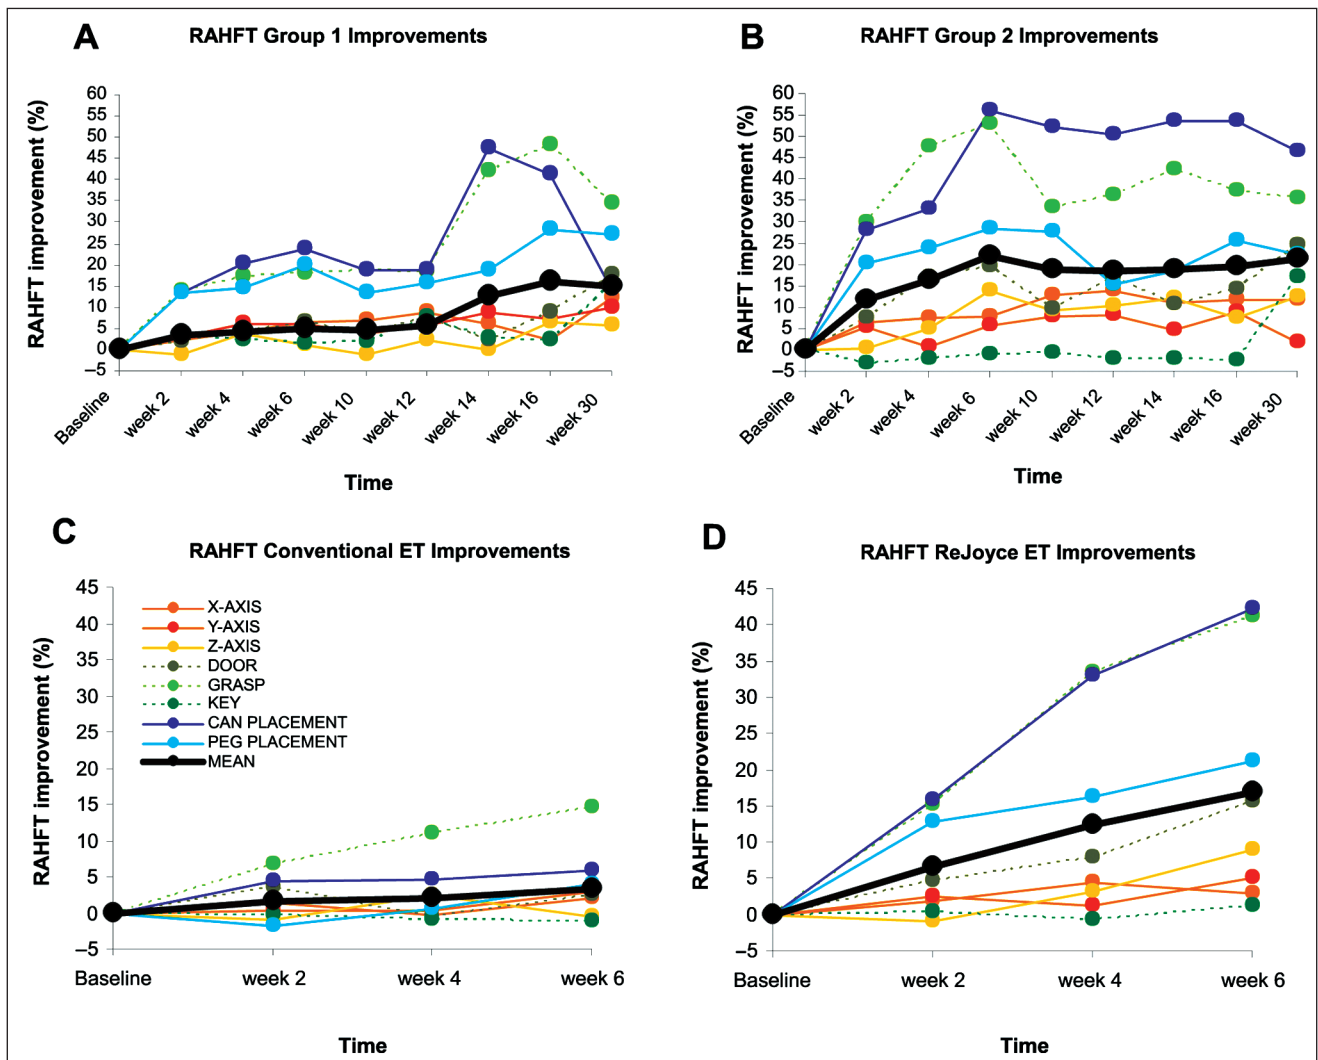 A
RAHFT Group 1 Improvements
RAHFT improvement (%)
60
55
50
45
40
35
30
25
20
15
10
5
0
–5
Baseline
week 2
week 4
week 6
week 10
week 12
week 14
week 16
week 30
Time
B
RAHFT Group 2 Improvements
RAHFT improvement (%)
60
55
50
45
40
35
30
25
20
15
10
5
0
–5
Baseline
week 2
week 4
week 6
week 10
week 12
week 14
week 16
week 30
Time
C
RAHFT Conventional ET Improvements
RAHFT improvement (%)
45
40
35
30
25
20
15
10
5
0
–5
X-AXIS
Y-AXIS
Z-AXIS
DOOR
GRASP
KEY
CAN PLACEMENT
PEG PLACEMENT
MEAN
Baseline
week 2
week 4
week 6
Time
D
RAHFT ReJoyce ET Improvements
RAHFT improvement (%)
45
40
35
30
25
20
15
10
5
0
–5
Baseline
week 2
week 4
week 6
Time